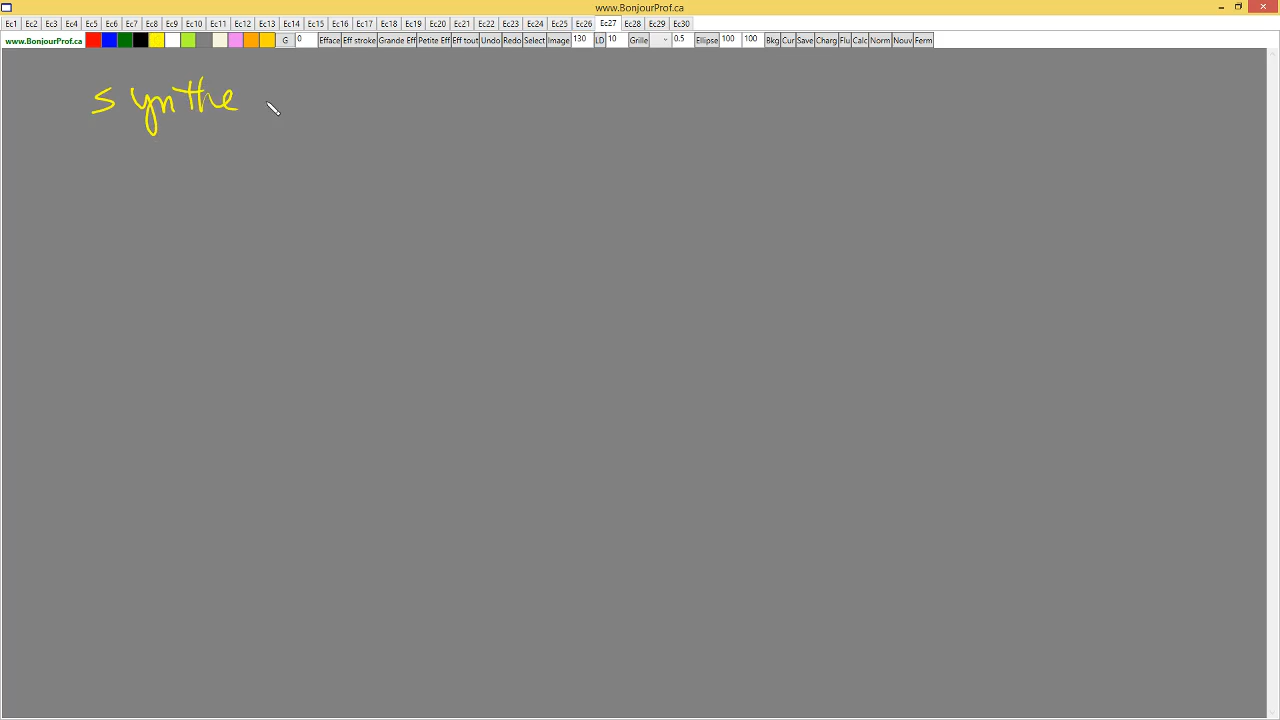 www.BonjourProf.ca
Ec1 Ec2 Ec3 Ec4 Ec5 Ec6 Ec7 Ec8 Ec9 Ec10 Ec11 Ec12 Ec13 Ec14 Ec15 Ec16 Ec17 Ec18 Ec19 Ec20 Ec21 Ec22 Ec23 Ec24 Ec25 Ec26 Ec27 Ec28 Ec29 Ec30
www.BonjourProf.ca G 0 Efface Eff stroke Grande Eff Petite Eff Eff tout Undo Redo Select Image 130 LD 10 Grille 0.5 Ellipse 100 100 Bkg Cur Save Charg Flu Calc Norm Nouv Ferm
synthe